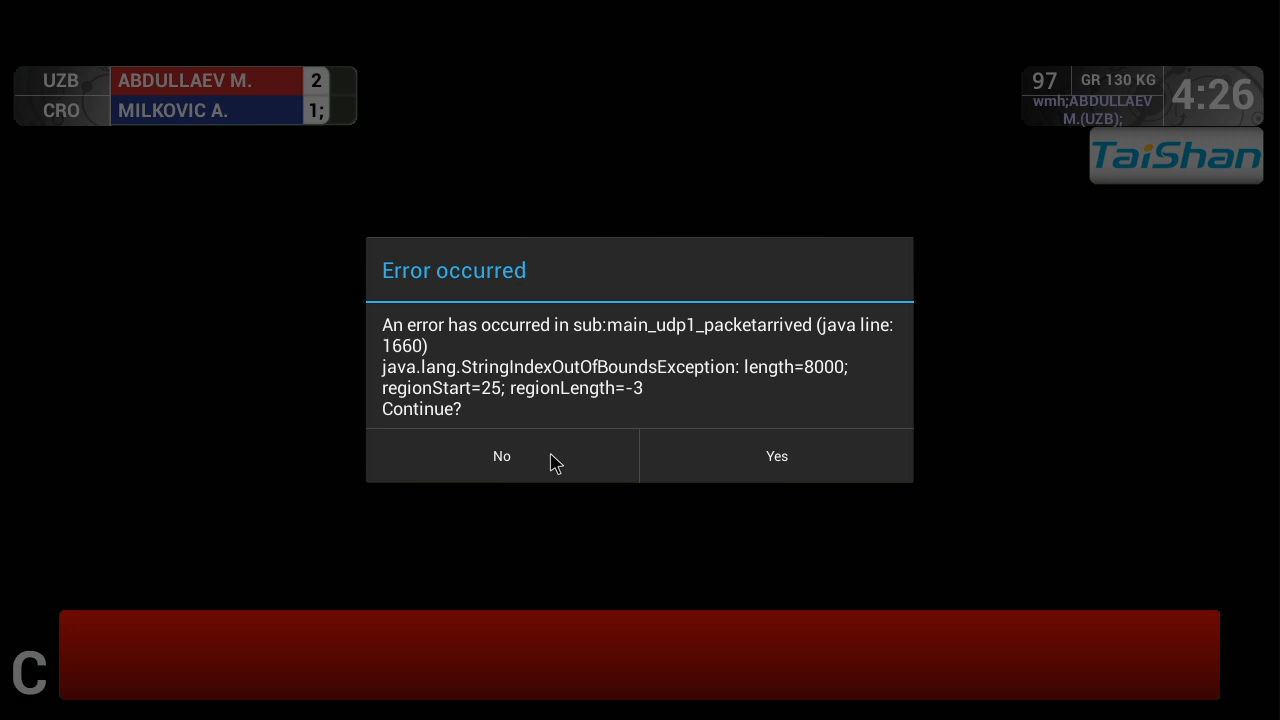 UZB ABDULLAEV M. 2
CRO MILKOVIC A. 1;
97 GR 130 KG 4:26
wmh;ABDULLAEV
M.(UZB);
TaiShan
Error occurred
An error has occurred in sub:main_udp1_packetarrived (java line:
1660)
java.lang.StringIndexOutOfBoundsException: length=8000;
regionStart=25; regionLength=-3
Continue?
No Yes
C